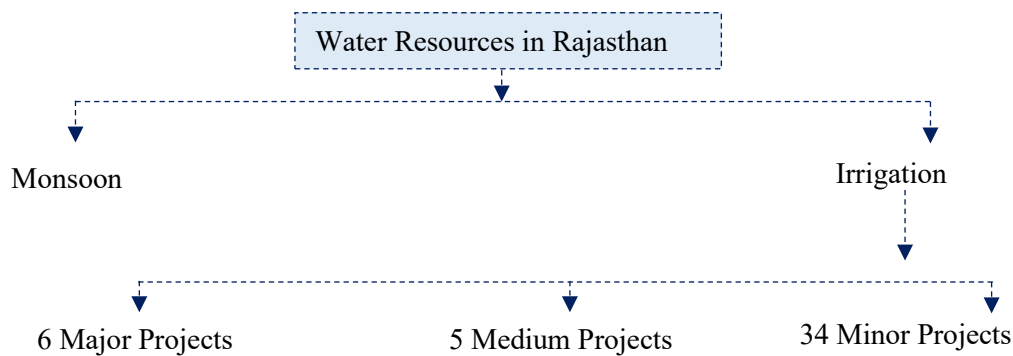 Water Resources in Rajasthan
Monsoon
Irrigation
6 Major Projects
5 Medium Projects
34 Minor Projects